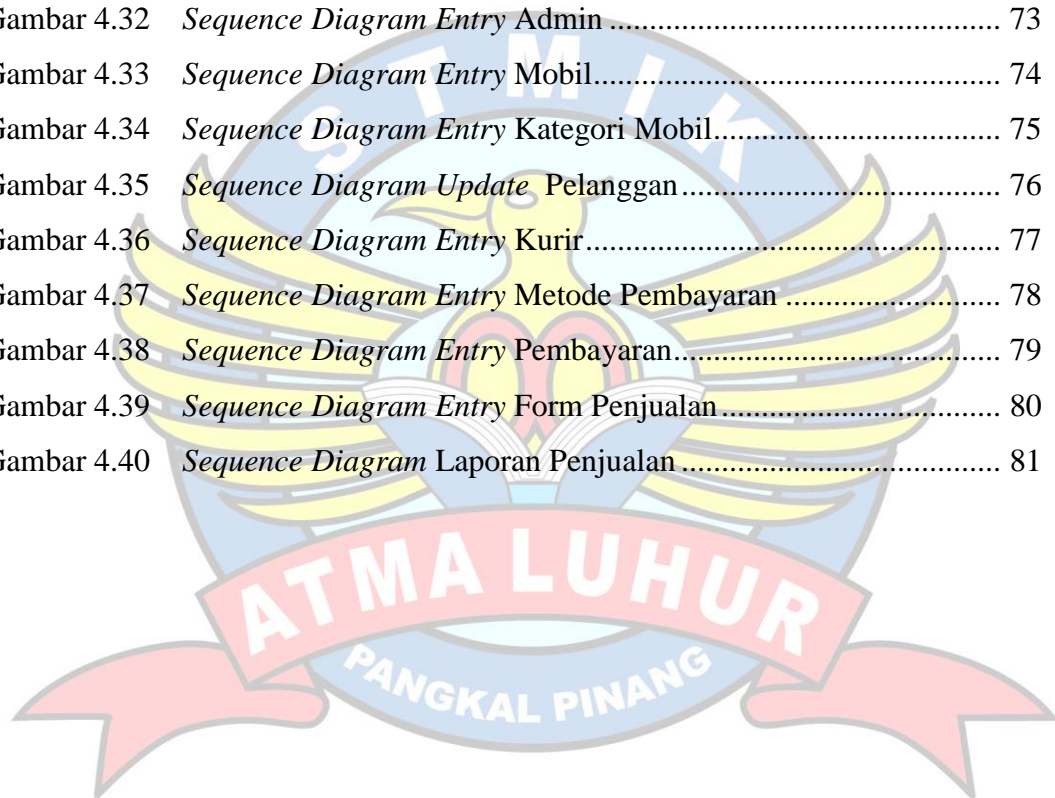 Gambar 4.32 Sequence Diagram Entry Admin .................................................. 73
Gambar 4.33 Sequence Diagram Entry Mobil.................................................... 74
Gambar 4.34 Sequence Diagram Entry Kategori Mobil.................................... 75
Gambar 4.35 Sequence Diagram Update Pelanggan........................................ 76
Gambar 4.36 Sequence Diagram Entry Kurir..................................................... 77
Gambar 4.37 Sequence Diagram Entry Metode Pembayaran ........................... 78
Gambar 4.38 Sequence Diagram Entry Pembayaran......................................... 79
Gambar 4.39 Sequence Diagram Entry Form Penjualan................................... 80
Gambar 4.40 Sequence Diagram Laporan Penjualan ........................................ 81
STMIK
ATMA LUHUR
PANGKAL PINANG